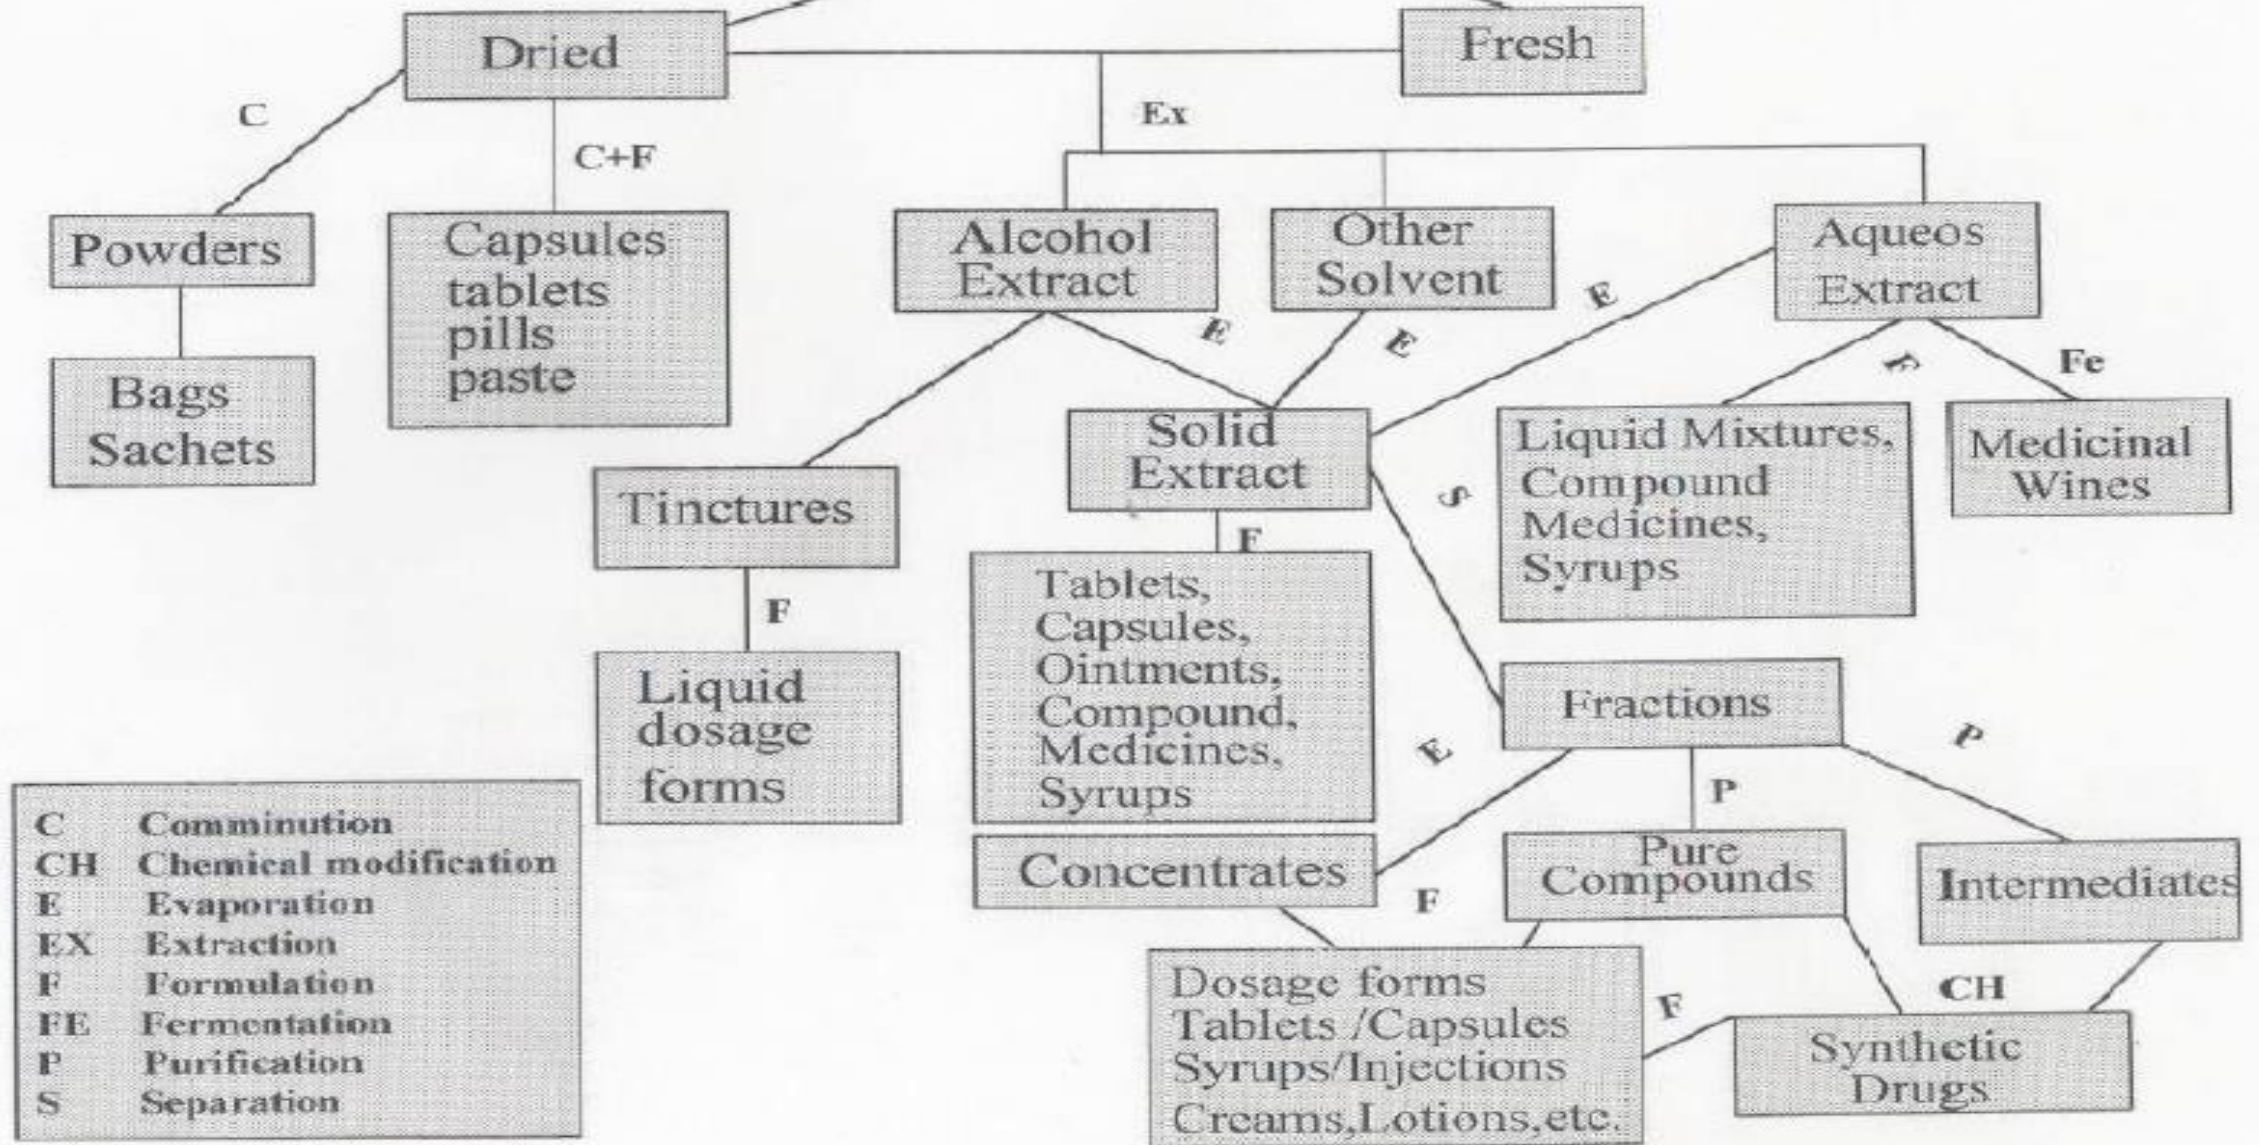 Dried
Fresh
C
Ex
C+F
Powders
Capsules
tablets
pills
paste
Alcohol
Extract
Other
Solvent
Aqueos
Extract
E
E
E
F
Fe
Bags
Sachets
Tinctures
Solid
Extract
S
Liquid Mixtures,
Compound
Medicines,
Syrups
Medicinal
Wines
F
F
Liquid
dosage
forms
Tablets,
Capsules,
Ointments,
Compound,
Medicines,
Syrups
Fractions
E
P
P
Concentrates
Pure
Compounds
Intermediates
F
CH
F
Dosage forms
Tablets /Capsules
Syrups/Injections
Creams,Lotions,etc.
Synthetic
Drugs
C Comminution
CH Chemical modification
E Evaporation
EX Extraction
F Formulation
FE Fermentation
P Purification
S Separation